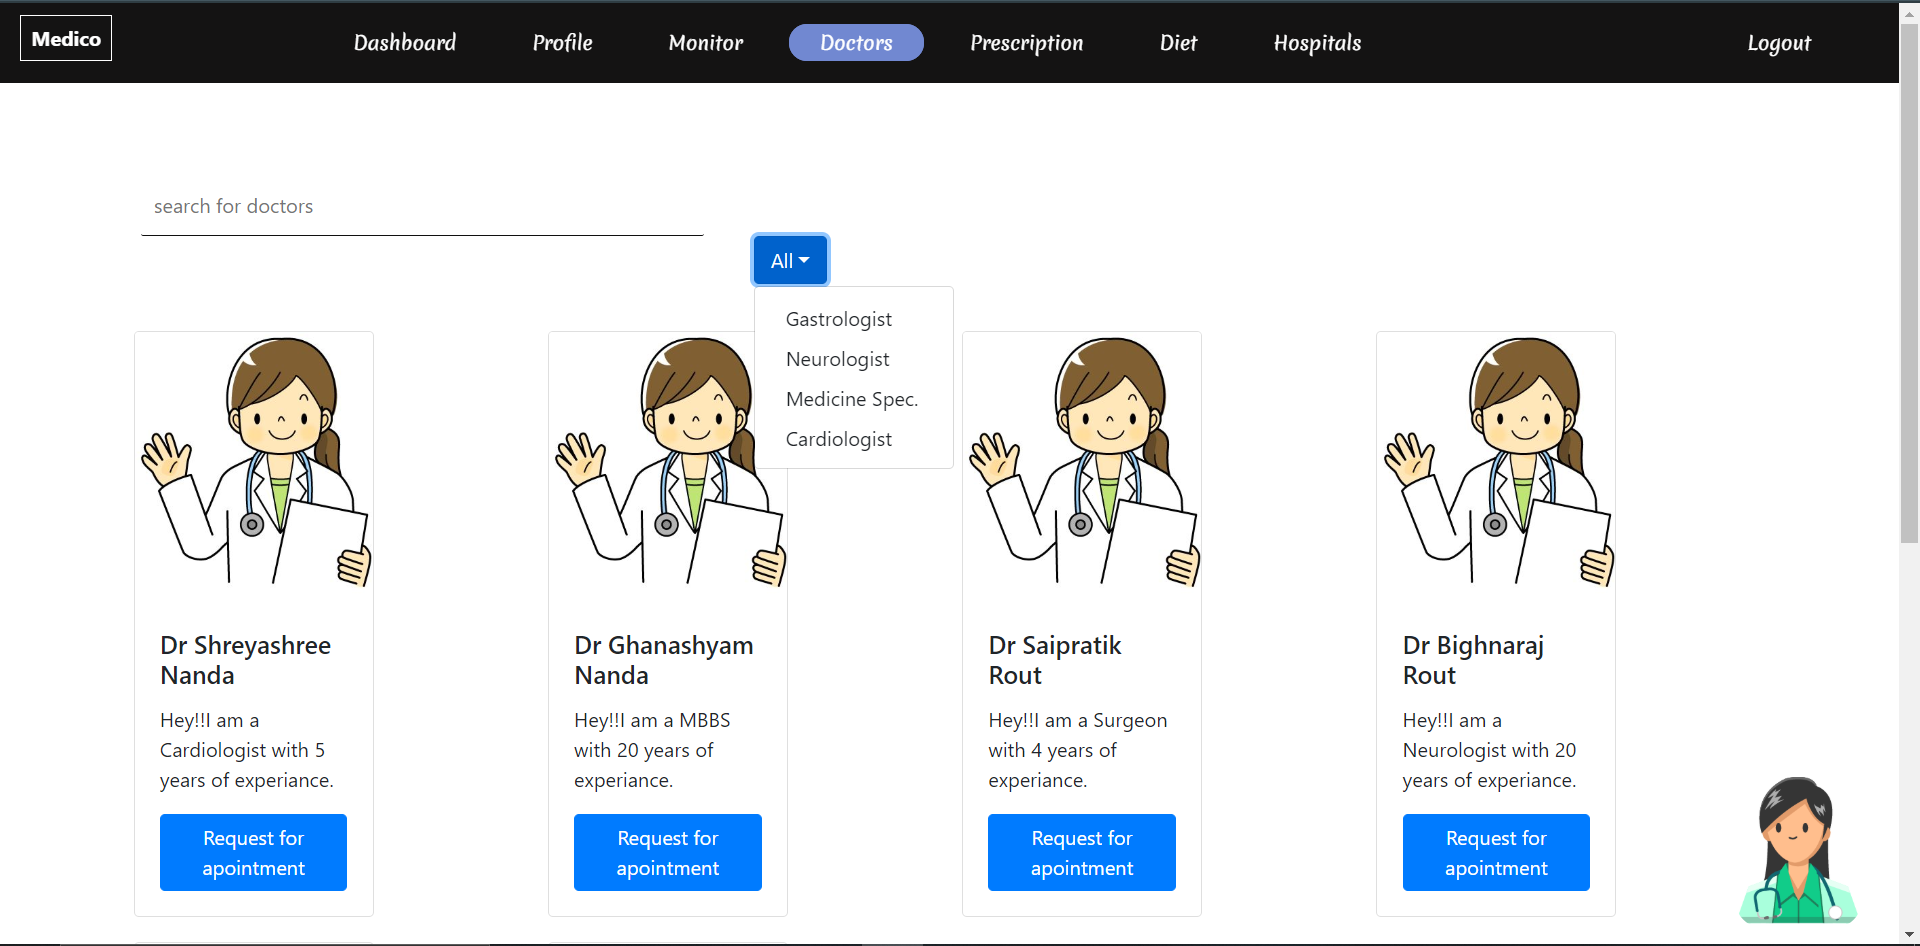 Medico
Dashboard
Profile
Monitor
Doctors
Prescription
Diet
Hospitals
Logout
search for doctors
All
Gastrologist
Neurologist
Medicine Spec.
Cardiologist
Dr Shreyashree
Nanda
Hey!!I am a
Cardiologist with 5
years of experiance.
Request for
apointment
Dr Ghanashyam
Nanda
Hey!!I am a MBBS
with 20 years of
experiance.
Request for
apointment
Dr Saipratik
Rout
Hey!!I am a Surgeon
with 4 years of
experiance.
Request for
apointment
Dr Bighnaraj
Rout
Hey!!I am a
Neurologist with 20
years of experiance.
Request for
apointment